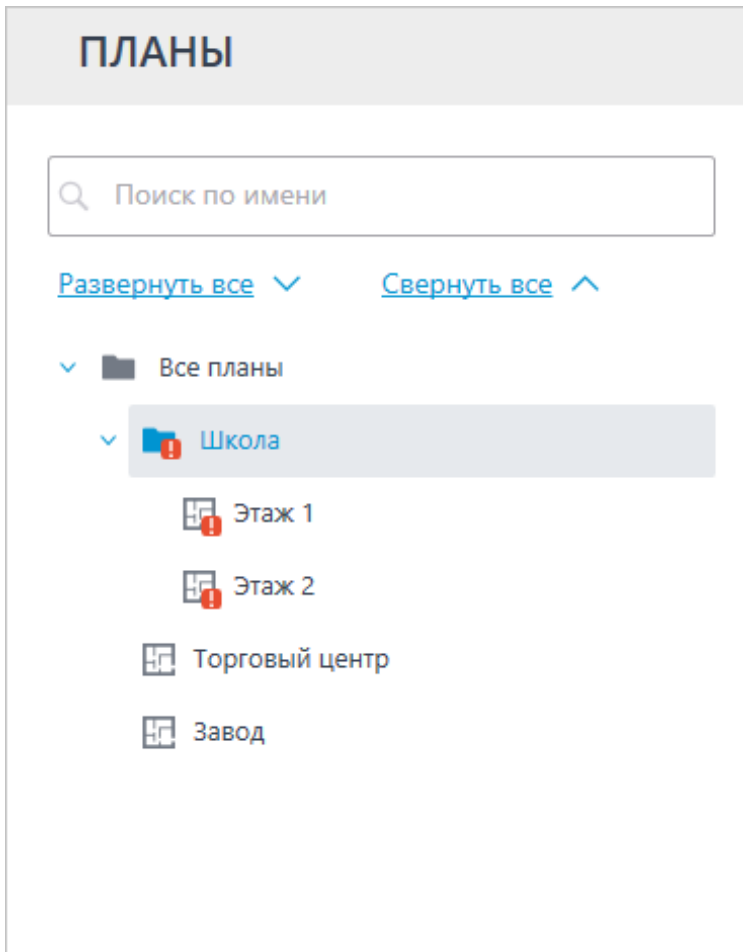 ПЛАНЫ
Поиск по имени
Развернуть все Свернуть все
Все планы
Школа
Этаж 1
Этаж 2
Торговый центр
Завод